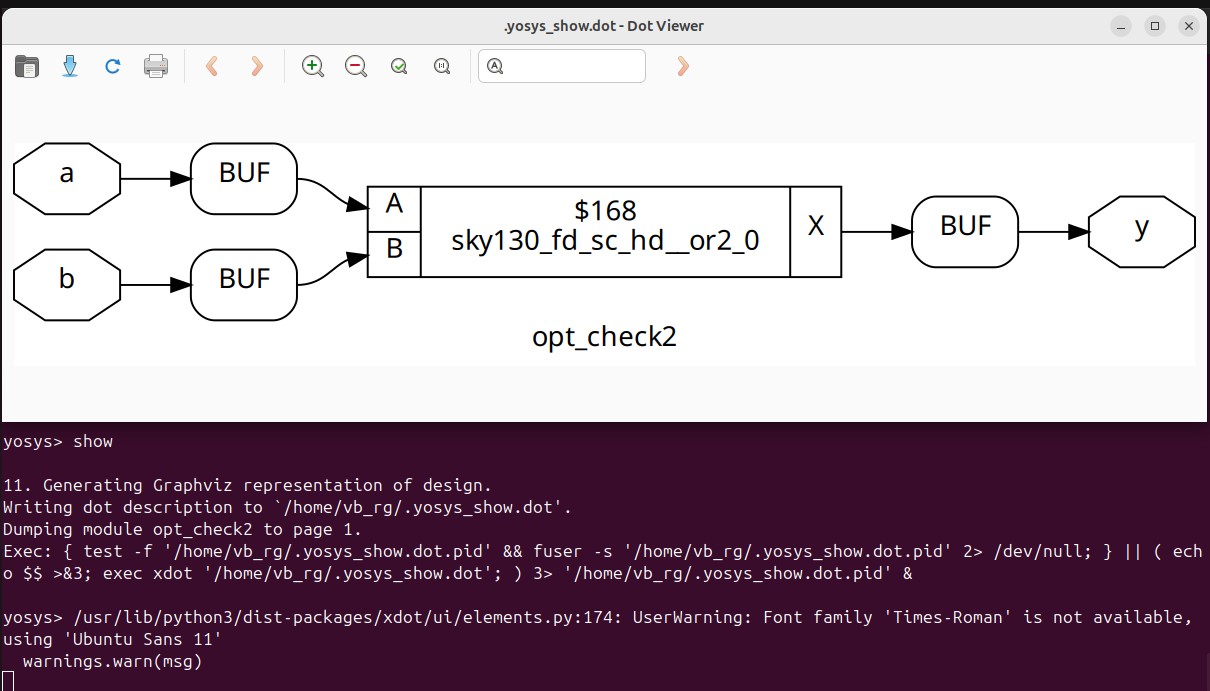 .yosys_show.dot - Dot Viewer
a
BUF
A
$168
sky130_fd_sc_hd__or2_0
X
BUF
y
b
BUF
B
opt_check2
yosys> show
11. Generating Graphviz representation of design.
Writing dot description to `/home/vb_rg/.yosys_show.dot'.
Dumping module opt_check2 to page 1.
Exec: { test -f '/home/vb_rg/.yosys_show.dot.pid' && fuser -s '/home/vb_rg/.yosys_show.dot.pid' 2> /dev/null; } || ( ech
o $$ >&3; exec xdot '/home/vb_rg/.yosys_show.dot'; ) 3> '/home/vb_rg/.yosys_show.dot.pid' &
yosys> /usr/lib/python3/dist-packages/xdot/ui/elements.py:174: UserWarning: Font family 'Times-Roman' is not available,
using 'Ubuntu Sans 11'
  warnings.warn(msg)